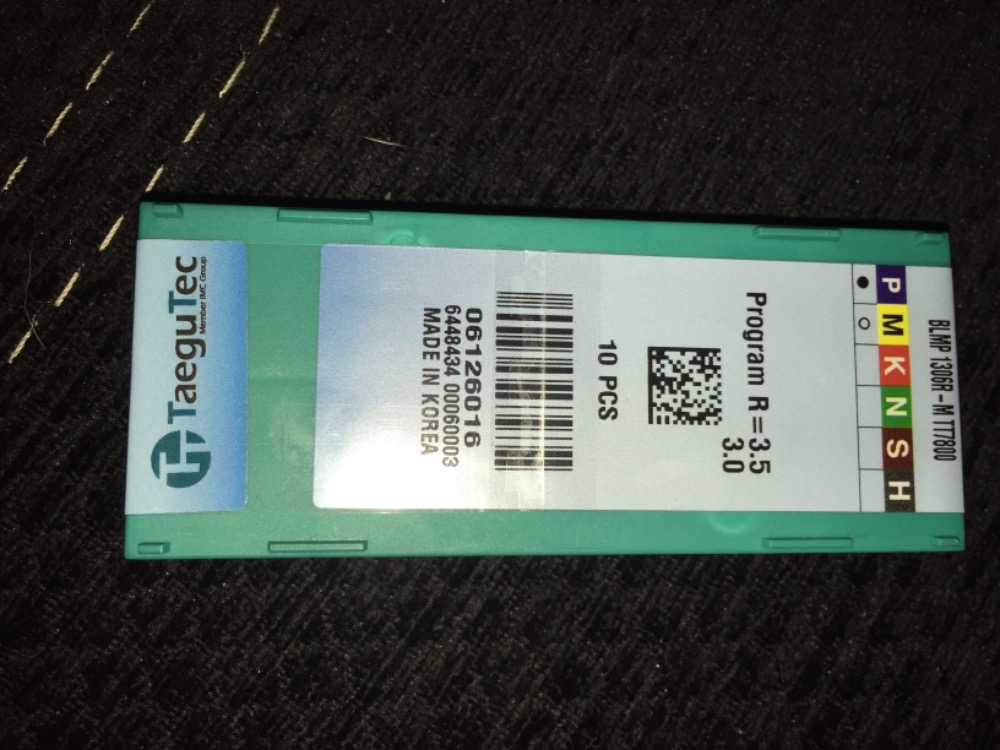 BLMP 1306R-M TT7800
P M K N S H
Program R=3.5
3.0
10 PCS
06126016
6448434 00060003
MADE IN KOREA
TaeguTec
Member IMC Group